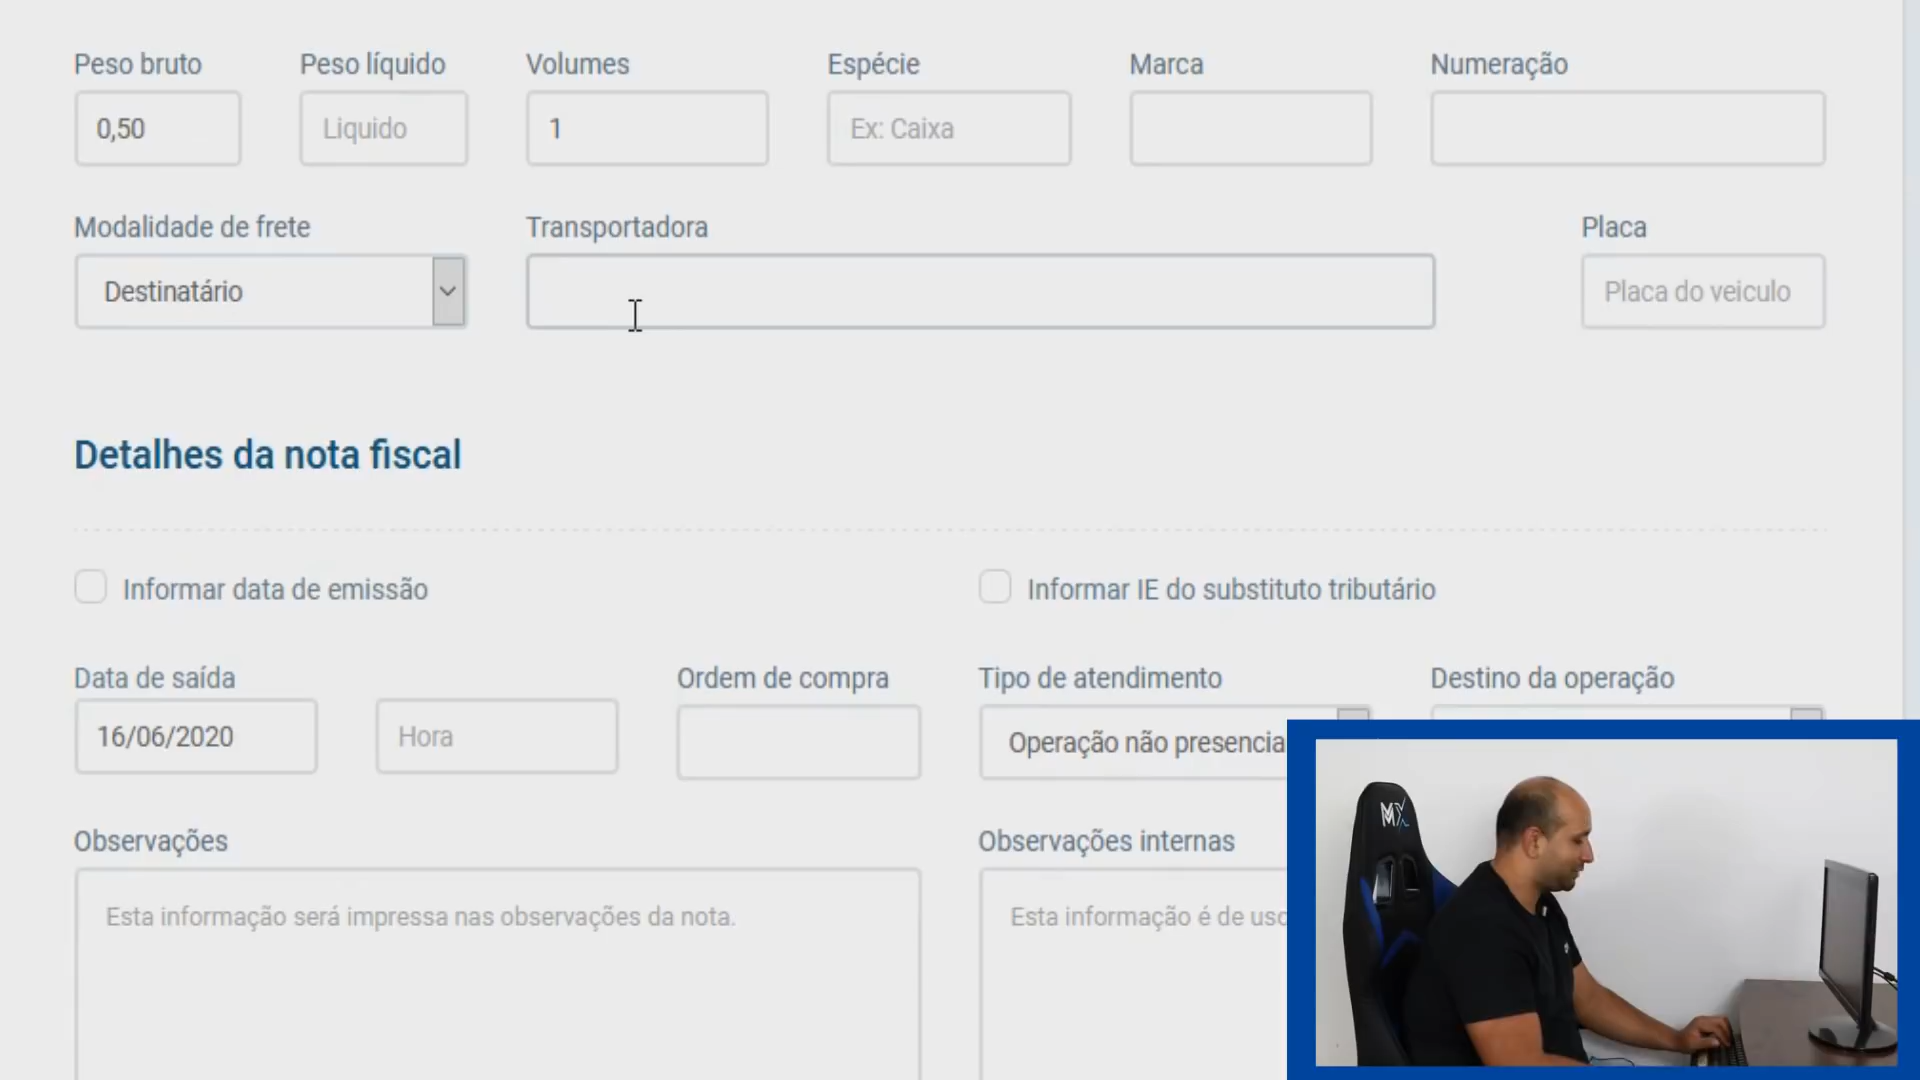 Peso bruto Peso líquido Volumes Espécie Marca Numeração
0,50 Liquido 1 Ex: Caixa
Modalidade de frete Transportadora Placa
Destinatário Placa do veiculo
Detalhes da nota fiscal
Informar data de emissão Informar IE do substituto tributário
Data de saída Ordem de compra Tipo de atendimento Destino da operação
16/06/2020 Hora Operação não presencia
Observações Observações internas
Esta informação será impressa nas observações da nota. Esta informação é de uso
MX